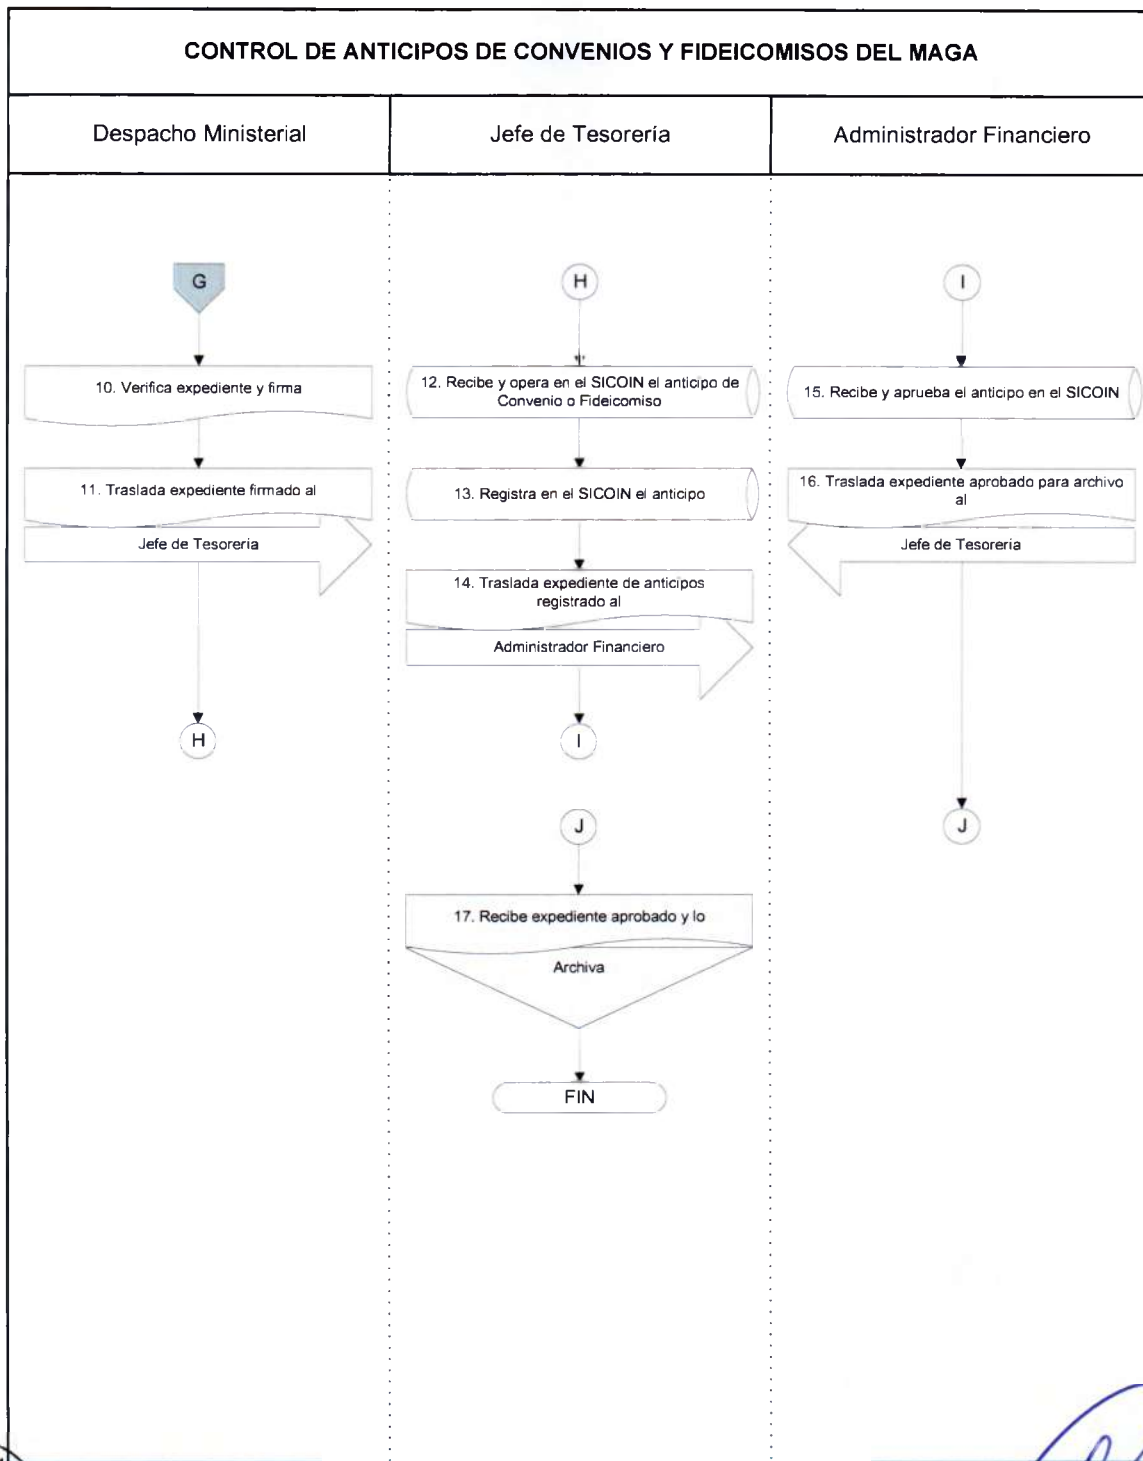 CONTROL DE ANTICIPOS DE CONVENIOS Y FIDEICOMISOS DEL MAGA
Despacho Ministerial
Jefe de Tesorería
Administrador Financiero
G
10. Verifica expediente y firma
11. Traslada expediente firmado al
Jefe de Tesoreria
H
H
12. Recibe y opera en el SICOIN el anticipo de
Convenio o Fideicomiso
13. Registra en el SICOIN el anticipo
14. Traslada expediente de anticipos
registrado al
Administrador Financiero
I
J
17. Recibe expediente aprobado y lo
Archiva
FIN
I
15. Recibe y aprueba el anticipo en el SICOIN
16. Traslada expediente aprobado para archivo
al
Jefe de Tesoreria
J